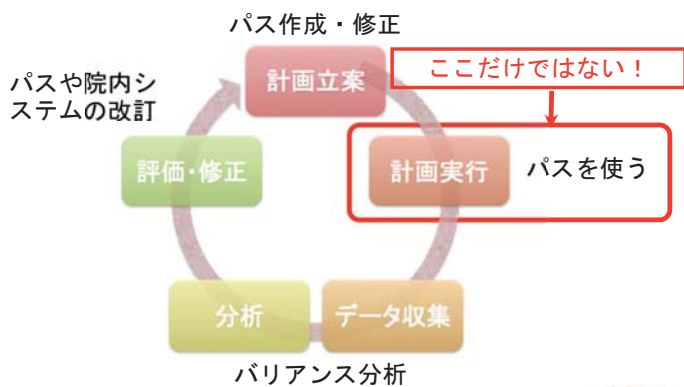 パス作成・修正
計画立案
ここだけではない！
パスや院内シ
ステムの改訂
評価・修正
計画実行
パスを使う
分析
データ収集
バリアンス分析